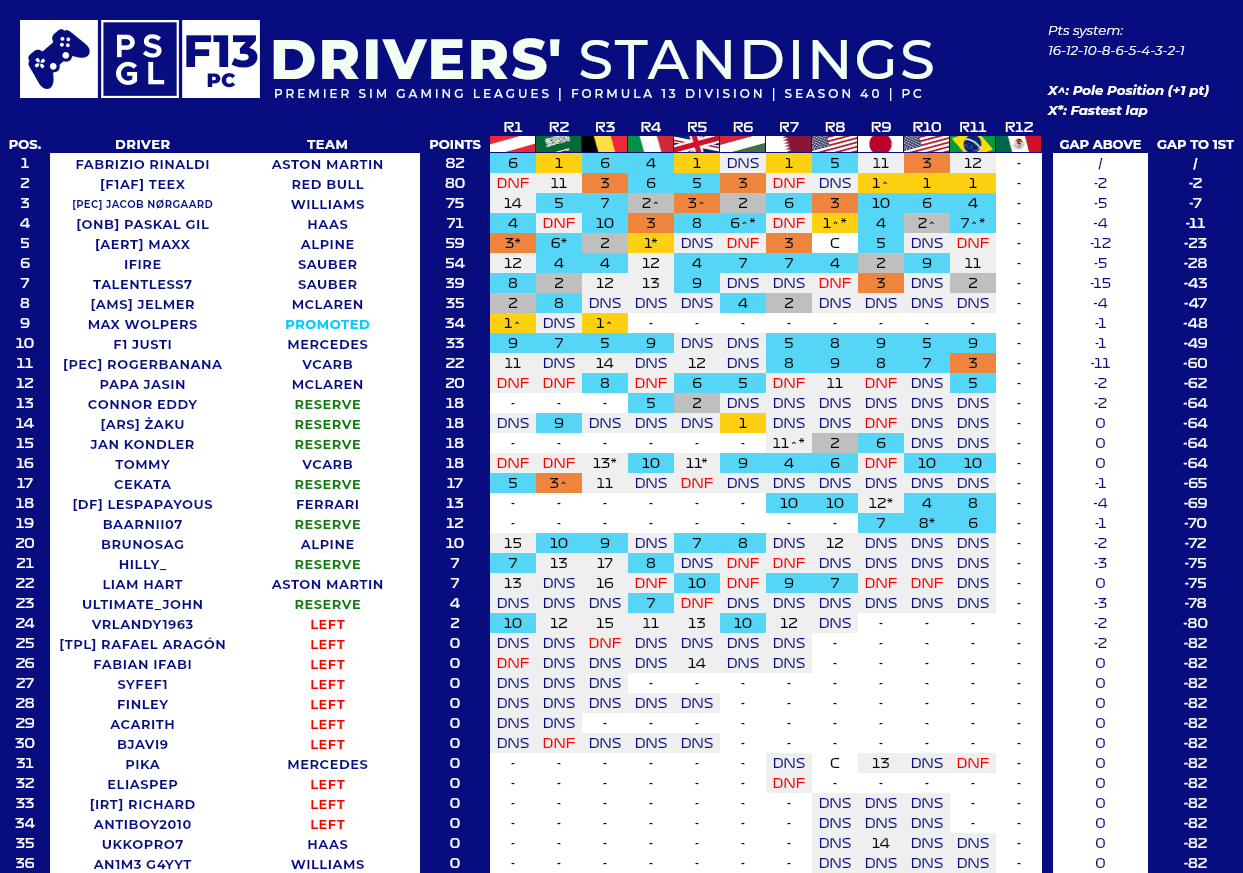 PS
GL
F13
PC
DRIVERS' STANDINGS
PREMIER SIM GAMING LEAGUES | FORMULA 13 DIVISION | SEASON 40 | PC
Pts system:
16-12-10-8-6-5-4-3-2-1
X^: Pole Position (+1 pt)
X*: Fastest lap
POS. DRIVER TEAM POINTS R1 R2 R3 R4 R5 R6 R7 R8 R9 R10 R11 R12 GAP ABOVE GAP TO 1ST
1 FABRIZIO RINALDI ASTON MARTIN 82 6 1 6 4 1 DNS 1 5 11 3 12 - / /
2 [F1AF] TEEX RED BULL 80 DNF 11 3 6 5 3 DNF DNS 1^ 1 1 - -2 -2
3 [PEC] JACOB NØRGAARD WILLIAMS 75 14 5 7 2^ 3^ 2 6 3 10 6 4 - -5 -7
4 [ONB] PASKAL GIL HAAS 71 4 DNF 10 3 8 6^* DNF 1^* 4 2^ 7^* - -4 -11
5 [AERT] MAXX ALPINE 59 3* 6* 2 1* DNS DNF 3 C 5 DNS DNF - -12 -23
6 IFIRE SAUBER 54 12 4 4 12 4 7 7 4 2 9 11 - -5 -28
7 TALENTLESS7 SAUBER 39 8 2 12 13 9 DNS DNS DNF 3 DNS 2 - -15 -43
8 [AMS] JELMER MCLAREN 35 2 8 DNS DNS DNS 4 2 DNS DNS DNS DNS - -4 -47
9 MAX WOLPERS PROMOTED 34 1^ DNS 1^ - - - - - - - - - -1 -48
10 F1 JUSTI MERCEDES 33 9 7 5 9 DNS DNS 5 8 9 5 9 - -1 -49
11 [PEC] ROGERBANANA VCARB 22 11 DNS 14 DNS 12 DNS 8 9 8 7 3 - -11 -60
12 PAPA JASIN MCLAREN 20 DNF DNF 8 DNF 6 5 DNF 11 DNF DNS 5 - -2 -62
13 CONNOR EDDY RESERVE 18 - - - 5 2 DNS DNS DNS DNS DNS DNS - -2 -64
14 [ARS] ŻAKU RESERVE 18 DNS 9 DNS DNS DNS 1 DNS DNS DNF DNS DNS - 0 -64
15 JAN KONDLER RESERVE 18 - - - - - - 11^* 2 6 DNS DNS - 0 -64
16 TOMMY VCARB 18 DNF DNF 13* 10 11* 9 4 6 DNF 10 10 - 0 -64
17 CEKATA RESERVE 17 5 3^ 11 DNS DNF DNS DNS DNS DNS DNS DNS - -1 -65
18 [DF] LESPAPAYOUS FERRARI 13 - - - - - - 10 10 12* 4 8 - -4 -69
19 BAARNII07 RESERVE 12 - - - - - - - - 7 8* 6 - -1 -70
20 BRUNOSAG ALPINE 10 15 10 9 DNS 7 8 DNS 12 DNS DNS DNS - -2 -72
21 HILLY_ RESERVE 7 7 13 17 8 DNS DNF DNF DNS DNS DNS DNS - -3 -75
22 LIAM HART ASTON MARTIN 7 13 DNS 16 DNF 10 DNF 9 7 DNF DNF DNS - 0 -75
23 ULTIMATE_JOHN RESERVE 4 DNS DNS DNS 7 DNF DNS DNS DNS DNS DNS DNS - -3 -78
24 VRLANDY1963 LEFT 2 10 12 15 11 13 10 12 DNS - - - - -2 -80
25 [TPL] RAFAEL ARAGÓN LEFT 0 DNS DNS DNF DNS DNS DNS DNS - - - - - -2 -82
26 FABIAN IFABI LEFT 0 DNF DNS DNS DNS 14 DNS DNS - - - - - 0 -82
27 SYFEF1 LEFT 0 DNS DNS DNS - - - - - - - - - 0 -82
28 FINLEY LEFT 0 DNS DNS DNS DNS DNS - - - - - - - 0 -82
29 ACARITH LEFT 0 DNS DNS - - - - - - - - - - 0 -82
30 BJAVI9 LEFT 0 DNS DNF DNS DNS DNS - - - - - - - 0 -82
31 PIKA MERCEDES 0 - - - - - - DNS C 13 DNS DNF - 0 -82
32 ELIASPEP LEFT 0 - - - - - - DNF - - - - - 0 -82
33 [IRT] RICHARD LEFT 0 - - - - - - - DNS DNS DNS - - 0 -82
34 ANTIBOY2010 LEFT 0 - - - - - - - DNS DNS DNS - - 0 -82
35 UKKOPRO7 HAAS 0 - - - - - - - DNS 14 DNS DNS - 0 -82
36 AN1M3 G4YYT WILLIAMS 0 - - - - - - - DNS DNS DNS DNS - 0 -82